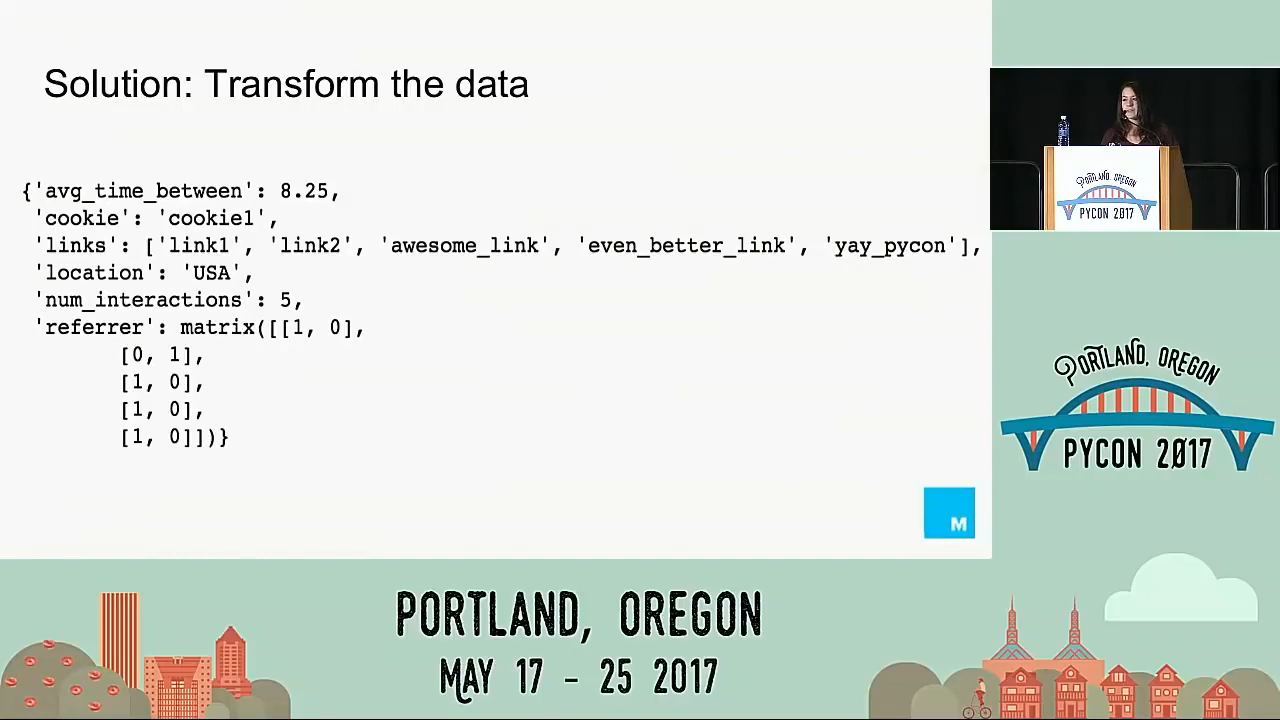 Solution: Transform the data
{'avg_time_between': 8.25,
'cookie': 'cookie1',
'links': ['link1', 'link2', 'awesome_link', 'even_better_link', 'yay_pycon'],
'location': 'USA',
'num_interactions': 5,
'referrer': matrix([[1, 0],
[0, 1],
[1, 0],
[1, 0],
[1, 0]])}
M
PORTLAND, OREGON
PYCON 2017
PORTLAND, OREGON
PYCON 2017
PORTLAND, OREGON
MAY 17 - 25 2017